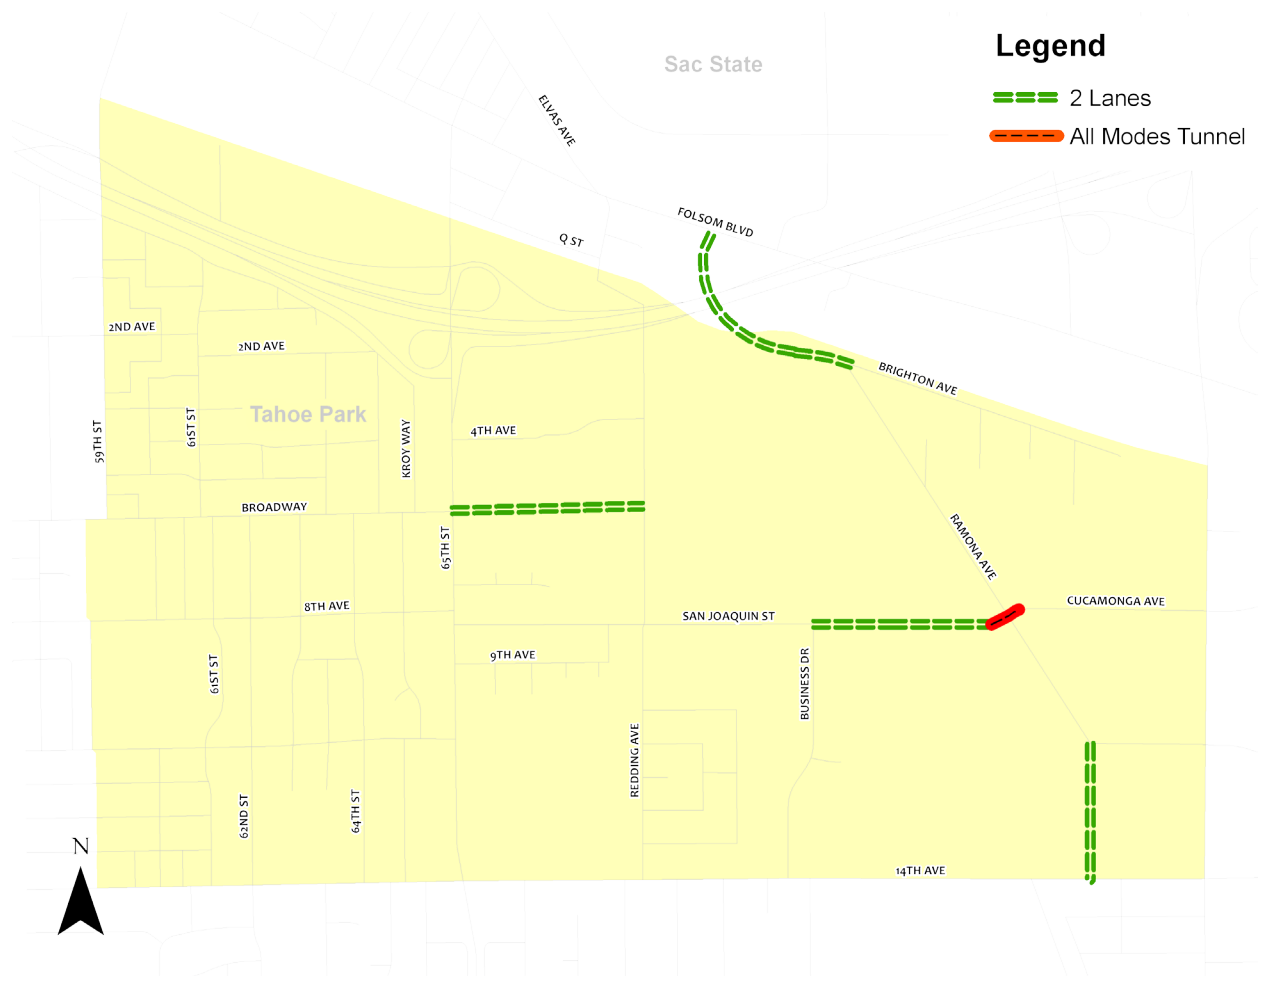 Legend
Sac State
2 Lanes
ELVAS AVE
All Modes Tunnel
FOLSOM BLVD
Q ST
2ND AVE
2ND AVE
BRIGHTON AVE
Tahoe Park
59TH ST
61ST ST
KROY WAY
4TH AVE
BROADWAY
65TH ST
RAMONA AVE
8TH AVE
CUCAMONGA AVE
SAN JOAQUIN ST
9TH AVE
61ST ST
BUSINESS DR
REDDING AVE
62ND ST
64TH ST
N
14TH AVE